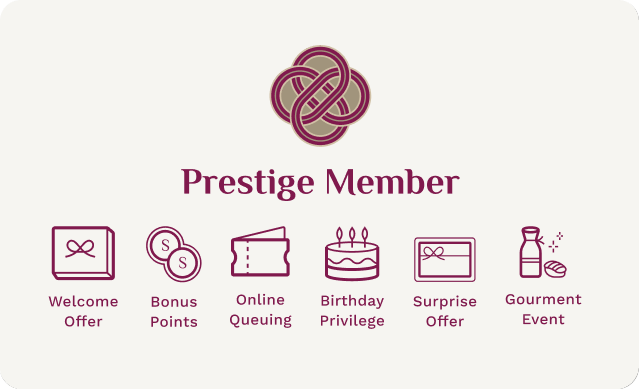 Prestige Member
S
S
Welcome
Offer
Bonus
Points
Online
Queuing
Birthday
Privilege
Surprise
Offer
Gourment
Event